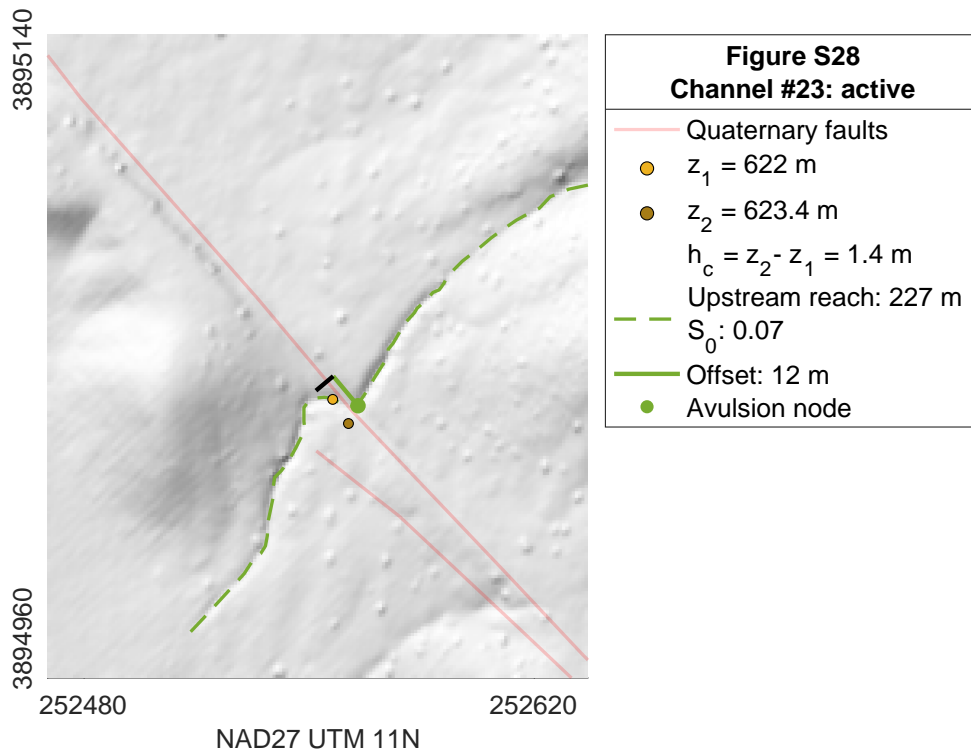 3895140
3894960
252480
252620
NAD27 UTM 11N
Figure S28
Channel #23: active
Quaternary faults
z1 = 622 m
z2 = 623.4 m
hc = z2- z1 = 1.4 m
Upstream reach: 227 m
S0: 0.07
Offset: 12 m
Avulsion node